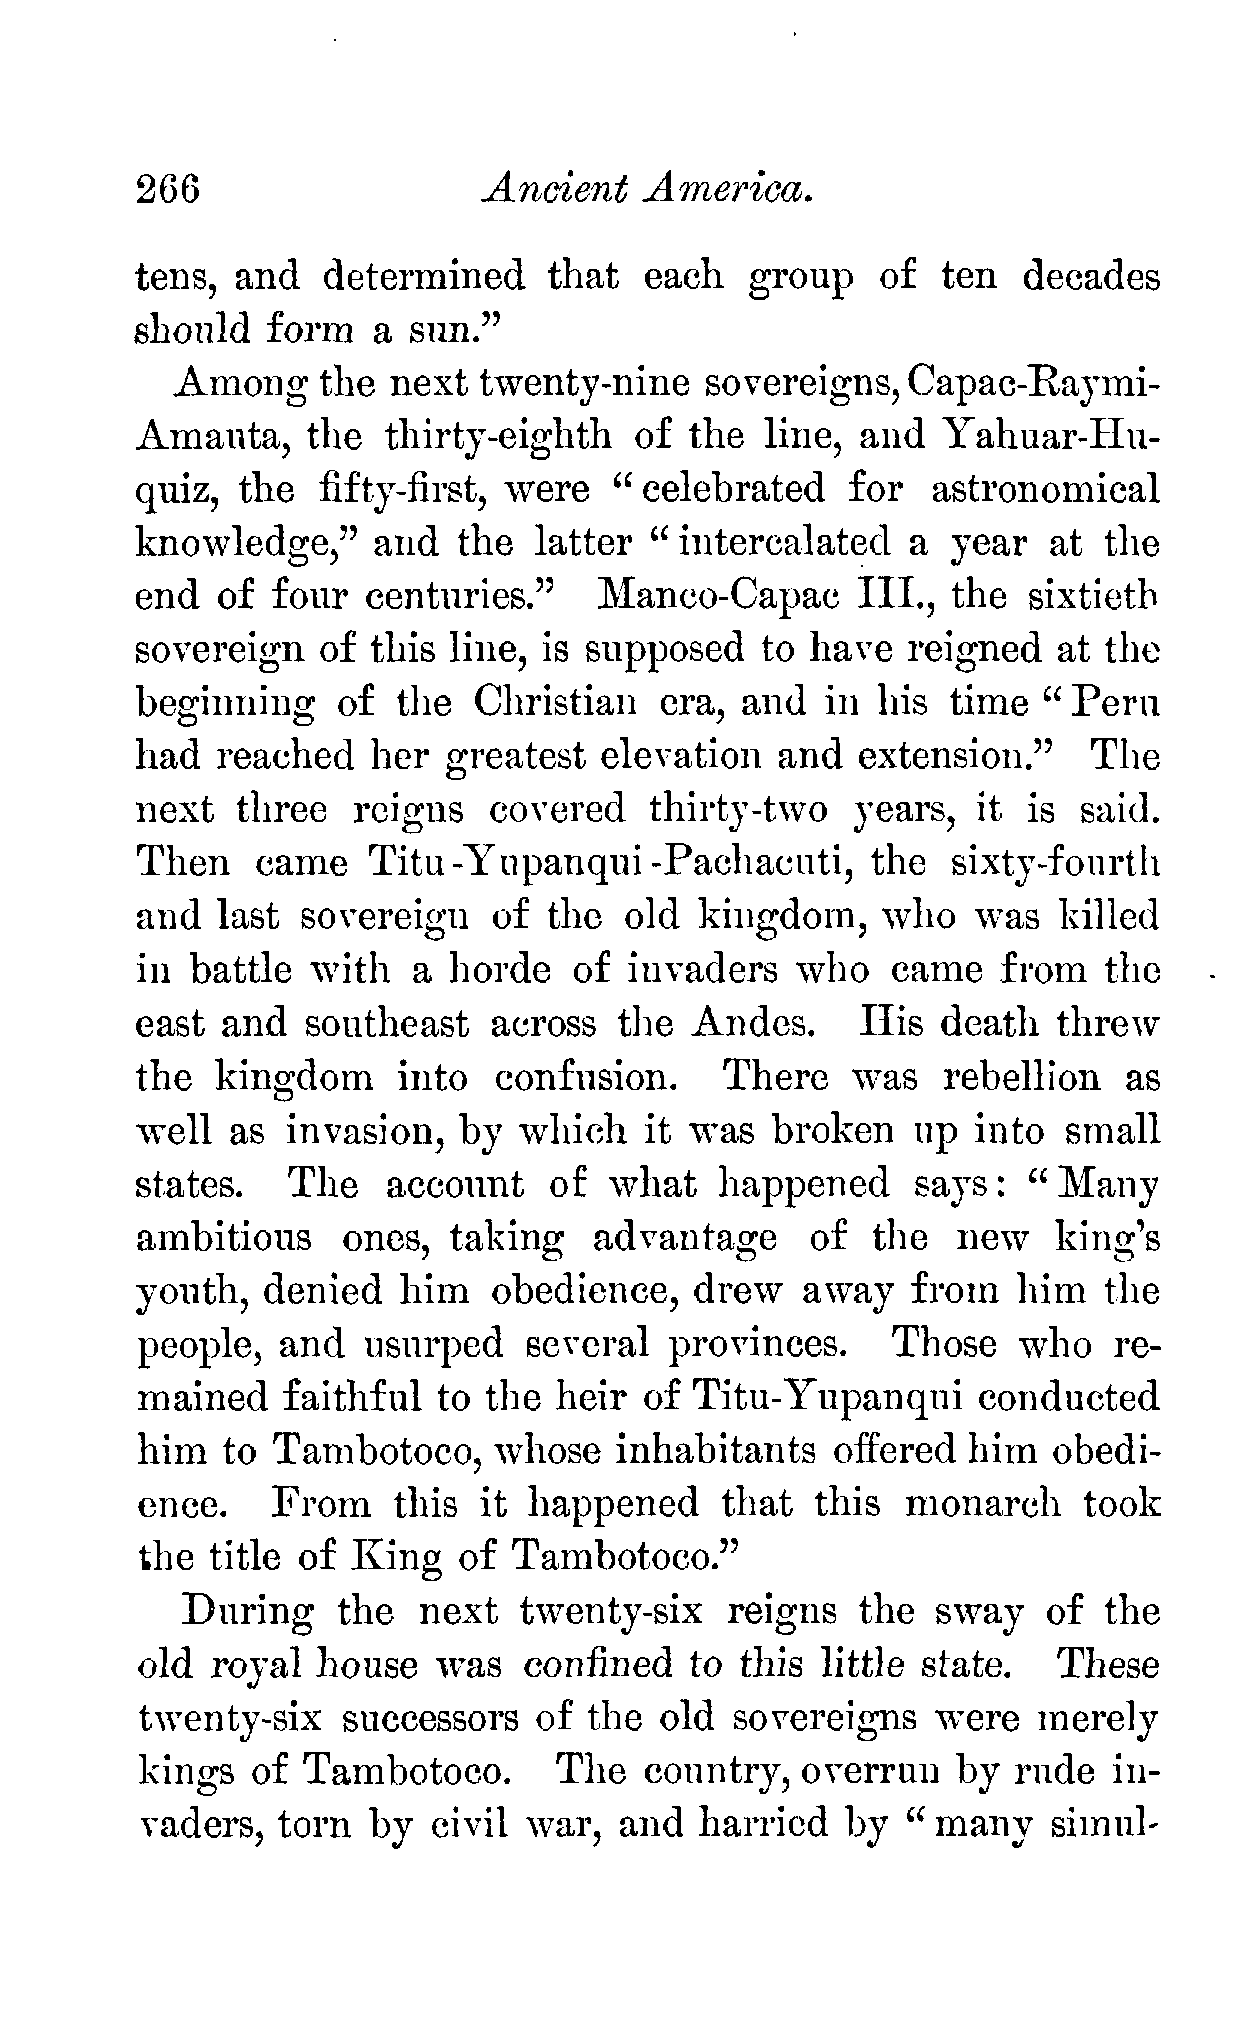 266 Ancient America.
tens, and determined that each group of ten decades
should form a sun."
Among the next twenty-nine sovereigns, Capac-Raymi-
Amauta, the thirty-eighth of the line, and Yahuar-Hu-
quiz, the fifty-first, were " celebrated for astronomical
knowledge," and the latter " intercalated a year at the
end of four centuries." Manco-Capac III., the sixtieth
sovereign of this line, is supposed to have reigned at the
beginning of the Christian era, and in his time " Peru
had reached her greatest elevation and extension." The
next three reigns covered thirty-two years, it is said.
Then came Titu-Yupanqui-Pachacuti, the sixty-fourth
and last sovereign of the old kingdom, who was killed
in battle with a horde of invaders who came from the
east and southeast across the Andes. His death threw
the kingdom into confusion. There was rebellion as
well as invasion, by which it was broken up into small
states. The account of what happened says: " Many
ambitious ones, taking advantage of the new king's
youth, denied him obedience, drew away from him the
people, and usurped several provinces. Those who re-
mained faithful to the heir of Titu-Yupanqui conducted
him to Tambotoco, whose inhabitants offered him obedi-
ence. From this it happened that this monarch took
the title of King of Tambotoco."
During the next twenty-six reigns the sway of the
old royal house was confined to this little state. These
twenty-six successors of the old sovereigns were merely
kings of Tambotoco. The country, overrun by rude in-
vaders, torn by civil war, and harried by " many simul-